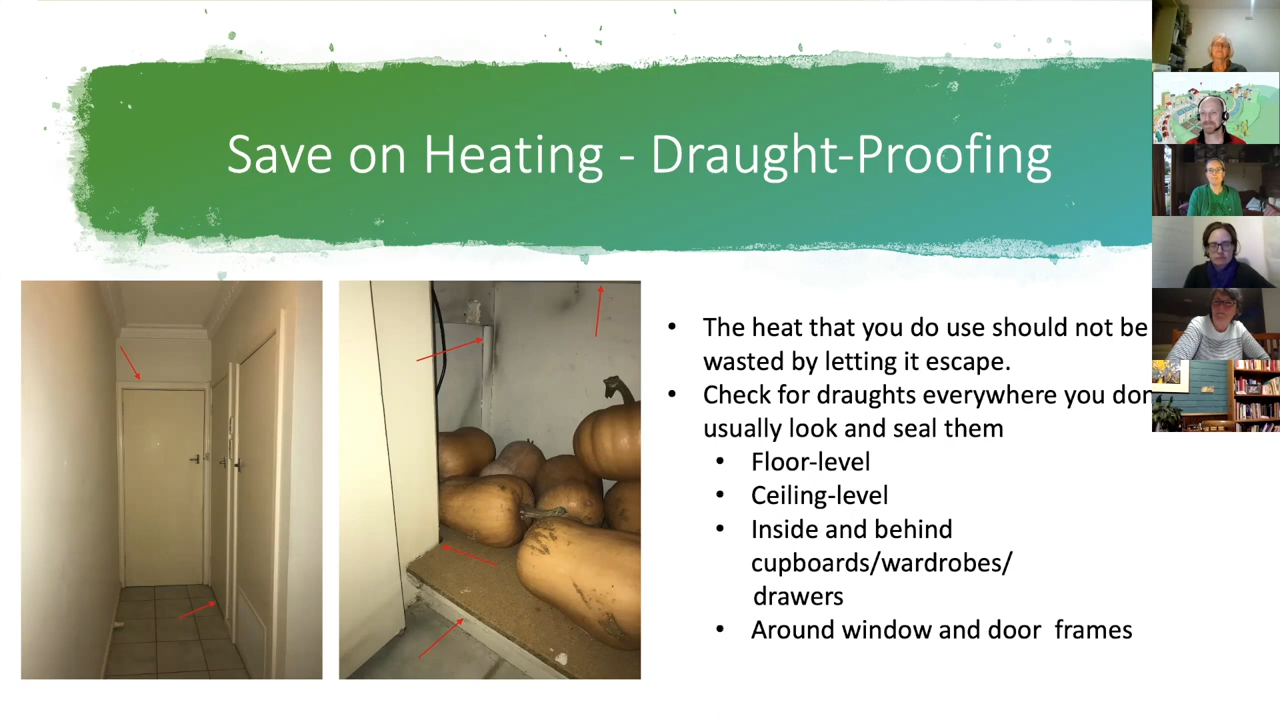 Save on Heating - Draught-Proofing
• The heat that you do use should not be
wasted by letting it escape.
• Check for draughts everywhere you don
usually look and seal them
• Floor-level
• Ceiling-level
• Inside and behind
cupboards/wardrobes/
drawers
• Around window and door frames